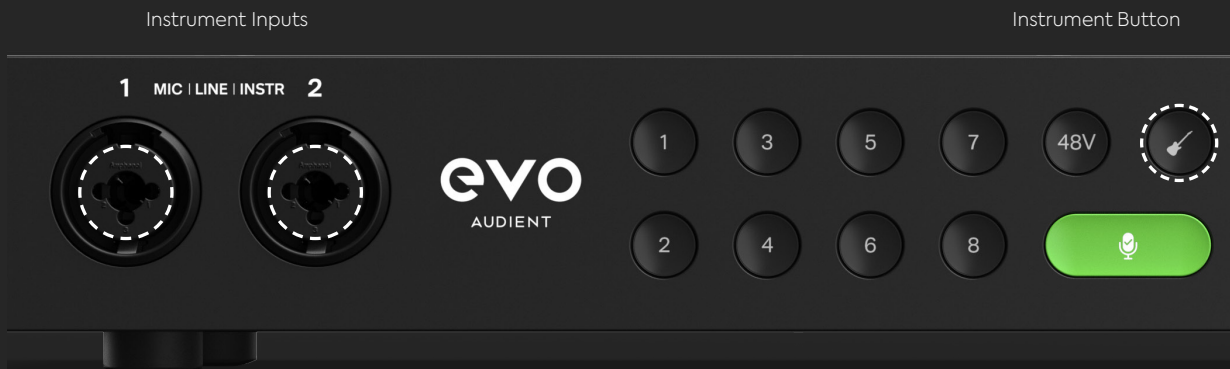 Instrument Inputs
Instrument Button
1 MIC | LINE | INSTR 2
evo
AUDIENT
1 3 5 7 48V
2 4 6 8